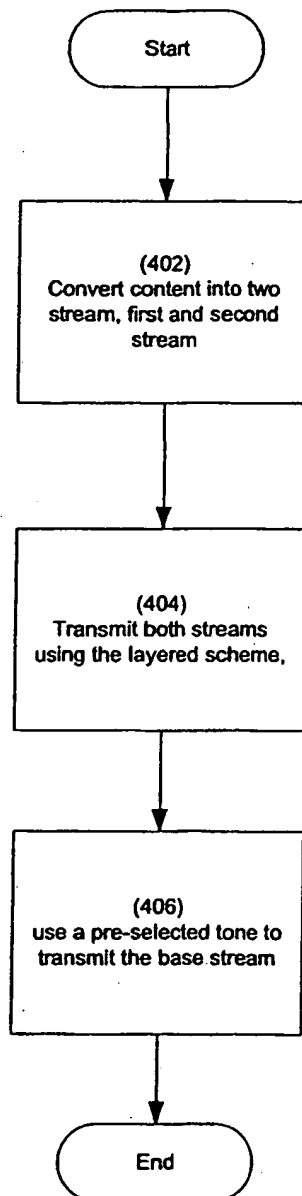 Start
(402)
Convert content into two
stream, first and second
stream
(404)
Transmit both streams
using the layered scheme,
(406)
use a pre-selected tone to
transmit the base stream
End